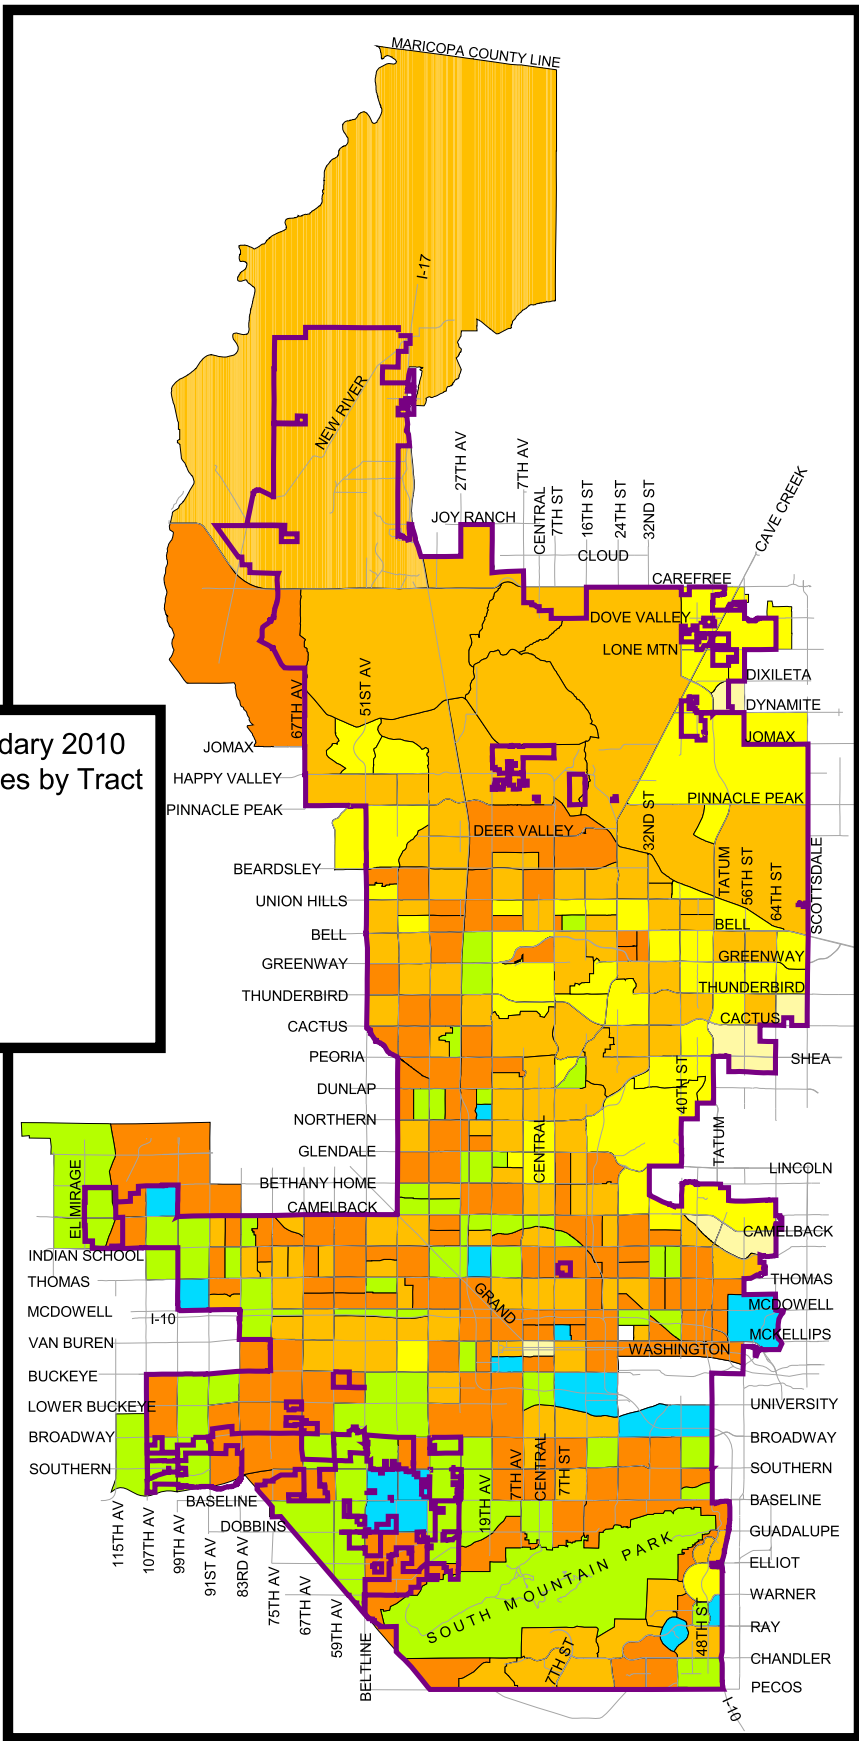 MARICOPA COUNTY LINE
I-17
NEW RIVER
27TH AV
7TH AV
CENTRAL
7TH ST
16TH ST
24TH ST
32ND ST
CAVE CREEK
JOY RANCH
CLOUD
CAREFREE
DOVE VALLEY
LONE MTN
DIXILETA
DYNAMITE
JOMAX
67TH AV
51ST AV
dary 2010
es by Tract
JOMAX
HAPPY VALLEY
PINNACLE PEAK
PINNACLE PEAK
DEER VALLEY
32ND ST
TATUM
56TH ST
64TH ST
SCOTTSDALE
BEARDSLEY
UNION HILLS
BELL
BELL
GREENWAY
GREENWAY
THUNDERBIRD
THUNDERBIRD
CACTUS
CACTUS
PEORIA
SHEA
DUNLAP
40TH ST
NORTHERN
CENTRAL
TATUM
GLENDALE
LINCOLN
BETHANY HOME
EL MIRAGE
CAMELBACK
CAMELBACK
INDIAN SCHOOL
THOMAS
THOMAS
GRAND
MCDOWELL
MCDOWELL
I-10
VAN BUREN
MCKELLIPS
WASHINGTON
BUCKEYE
LOWER BUCKEYE
UNIVERSITY
BROADWAY
BROADWAY
SOUTHERN
SOUTHERN
7TH AV
CENTRAL
7TH ST
19TH AV
BASELINE
BASELINE
DOBBINS
GUADALUPE
115TH AV
107TH AV
99TH AV
91ST AV
83RD AV
75TH AV
67TH AV
59TH AV
BELTLINE
SOUTH MOUNTAIN PARK
ELLIOT
WARNER
48TH ST
RAY
7TH ST
CHANDLER
PECOS
I-10